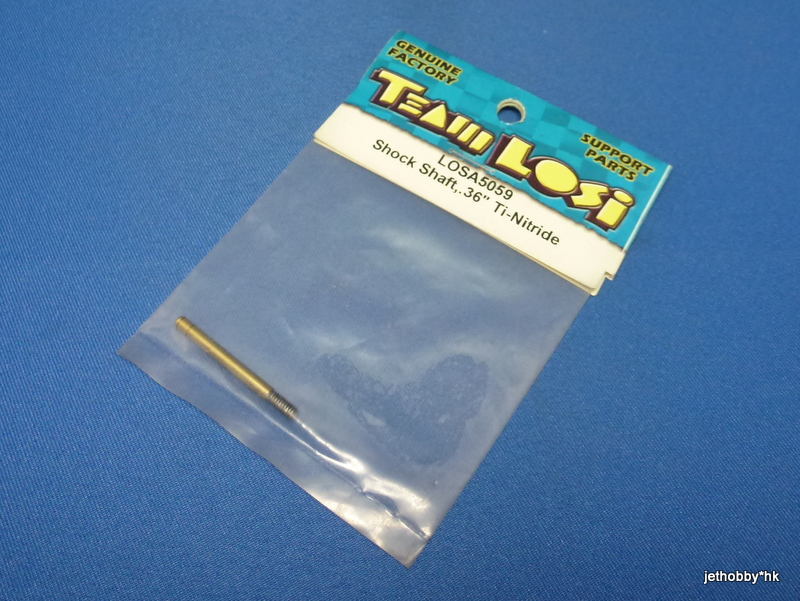 GENUINE
FACTORY
TEAM LOSI
SUPPORT
PARTS
LOSA5059
Shock Shaft,.36" Ti-Nitride
jethobby*hk